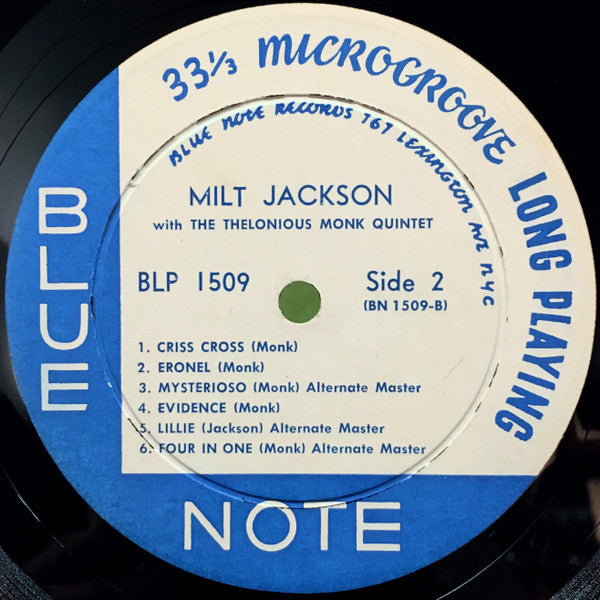 33⅓ MICROGROOVE LONG PLAYING
BLUE NOTE RECORDS 767 LEXINGTON AVE NYC
MILT JACKSON
with THE THELONIOUS MONK QUINTET
BLP 1509
Side 2
(BN 1509-B)
1. CRISS CROSS (Monk)
2. ERONEL (Monk)
3. MYSTERIOSO (Monk) Alternate Master
4. EVIDENCE (Monk)
5. LILLIE (Jackson) Alternate Master
6. FOUR IN ONE (Monk) Alternate Master
BLUE
NOTE